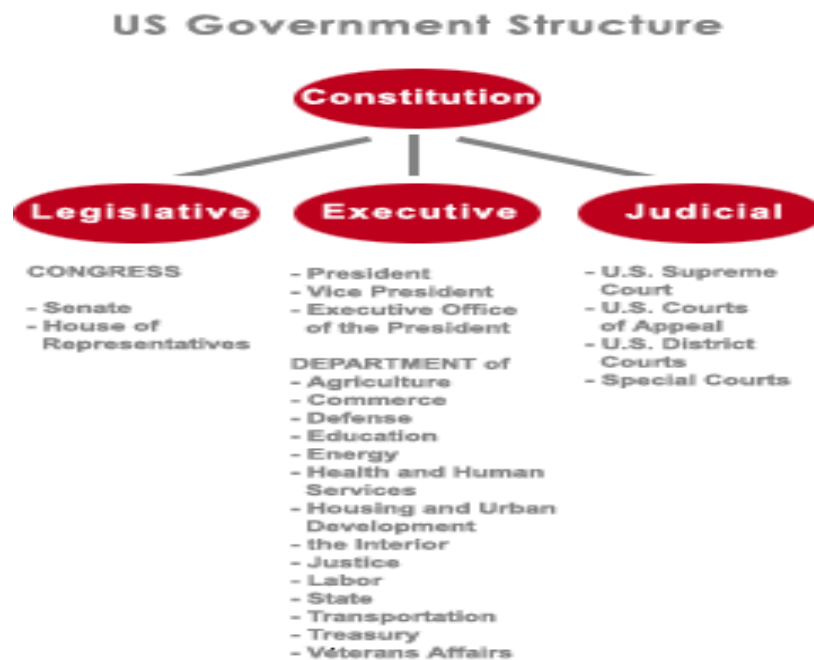 US Government Structure
Constitution
Legislative
CONGRESS
- Senate
- House of
Representatives
Executive
- President
- Vice President
- Executive Office
of the President
DEPARTMENT of
- Agriculture
- Commerce
- Defense
- Education
- Energy
- Health and Human
Services
- Housing and Urban
Development
- the Interior
- Justice
- Labor
- State
- Transportation
- Treasury
- Veterans Affairs
Judicial
- U.S. Supreme
Court
- U.S. Courts
of Appeal
- U.S. District
Courts
- Special Courts